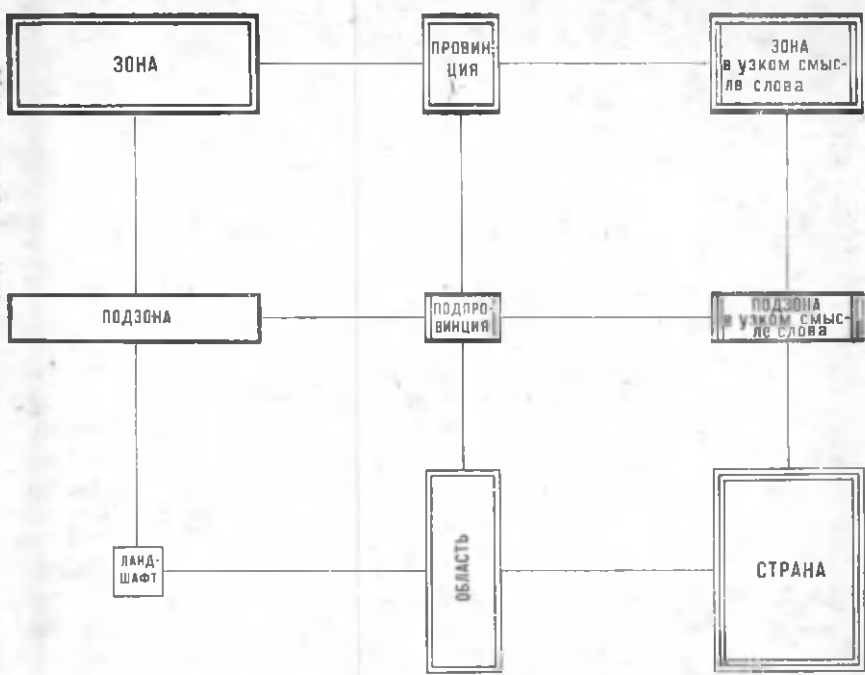 ЗОНА
ПРОВИН-
ЦИЯ
ЗОНА
в узком смыс-
ле слова
ПОДЗОНА
ПОДПРО-
ВИНЦИЯ
ПОДЗОНА
в узком смыс-
ле слова
ЛАНД-
ШАФТ
ОБЛАСТЬ
СТРАНА